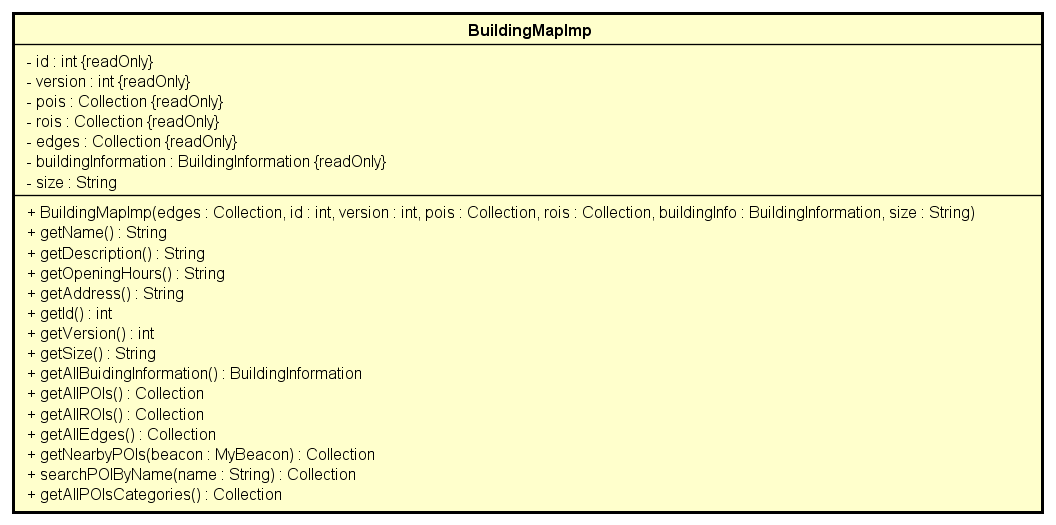 BuildingMapImp
- id : int {readOnly}
- version : int {readOnly}
- pois : Collection {readOnly}
- rois : Collection {readOnly}
- edges : Collection {readOnly}
- buildingInformation : BuildingInformation {readOnly}
- size : String
+ BuildingMapImp(edges : Collection, id : int, version : int, pois : Collection, rois : Collection, buildingInfo : BuildingInformation, size : String)
+ getName() : String
+ getDescription() : String
+ getOpeningHours() : String
+ getAddress() : String
+ getId() : int
+ getVersion() : int
+ getSize() : String
+ getAllBuidingInformation() : BuildingInformation
+ getAllPOIs() : Collection
+ getAllROIs() : Collection
+ getAllEdges() : Collection
+ getNearbyPOIs(beacon : MyBeacon) : Collection
+ searchPOIByName(name : String) : Collection
+ getAllPOIsCategories() : Collection